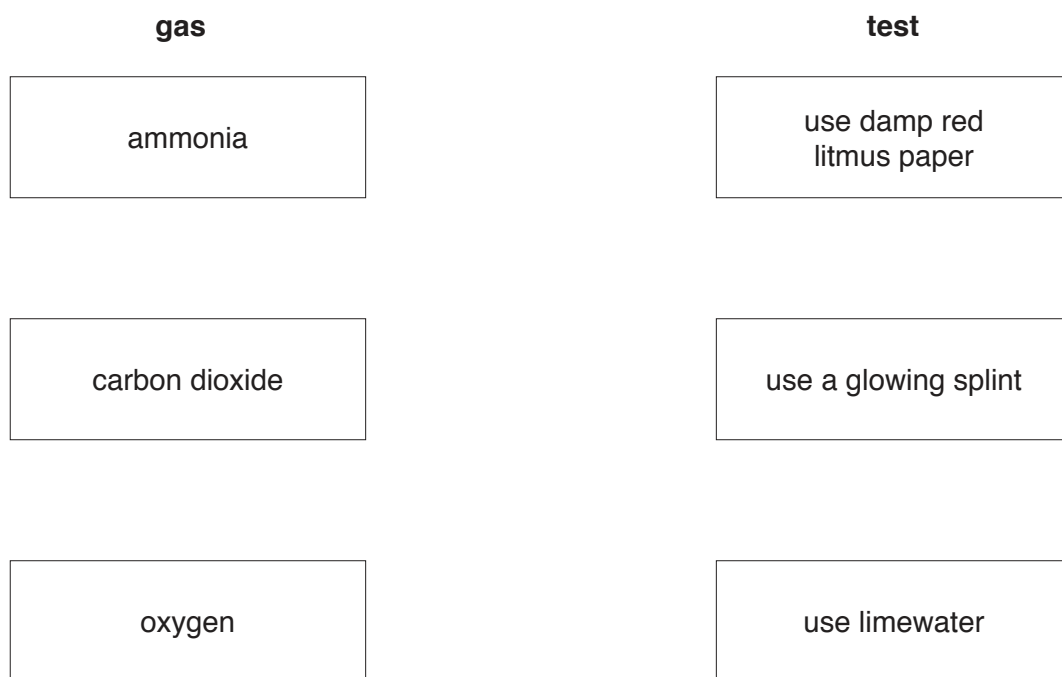 gas
test
ammonia
use damp red
litmus paper
carbon dioxide
use a glowing splint
oxygen
use limewater